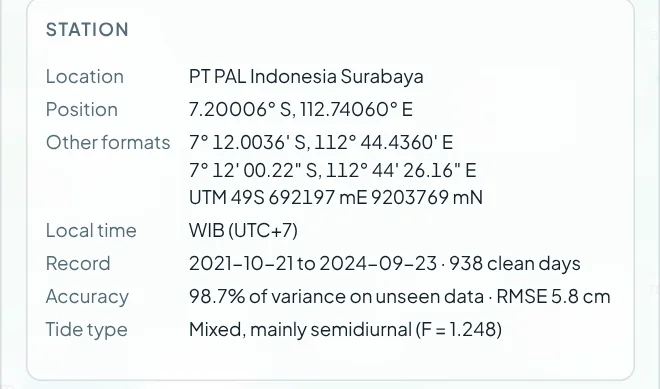 STATION
Location PT PAL Indonesia Surabaya
Position 7.20006° S, 112.74060° E
Other formats 7° 12.0036' S, 112° 44.4360' E
7° 12' 00.22" S, 112° 44' 26.16" E
UTM 49S 692197 mE 9203769 mN
Local time WIB (UTC+7)
Record 2021–10–21 to 2024–09–23 · 938 clean days
Accuracy 98.7% of variance on unseen data · RMSE 5.8 cm
Tide type Mixed, mainly semidiurnal (F = 1.248)